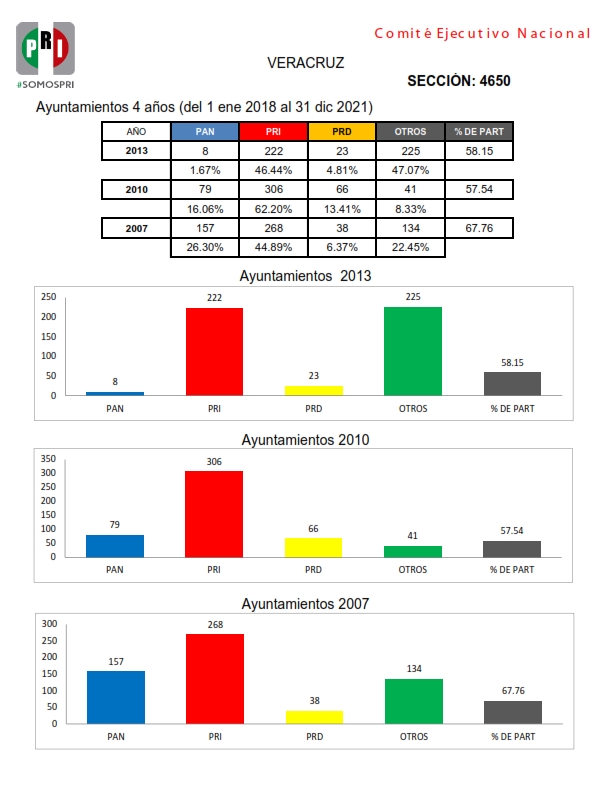 PRI
#SOMOSPRI
Comité Ejecutivo Nacional
VERACRUZ
SECCIÓN: 4650
Ayuntamientos 4 años (del 1 ene 2018 al 31 dic 2021)
AÑO PAN PRI PRD OTROS % DE PART
2013 8 222 23 225 58.15
1.67% 46.44% 4.81% 47.07%
2010 79 306 66 41 57.54
16.06% 62.20% 13.41% 8.33%
2007 157 268 38 134 67.76
26.30% 44.89% 6.37% 22.45%
Ayuntamientos 2013
250
200
150
100
50
0
8 222 23 225 58.15
PAN PRI PRD OTROS % DE PART
Ayuntamientos 2010
350
300
250
200
150
100
50
0
79 306 66 41 57.54
PAN PRI PRD OTROS % DE PART
Ayuntamientos 2007
300
250
200
150
100
50
0
157 268 38 134 67.76
PAN PRI PRD OTROS % DE PART